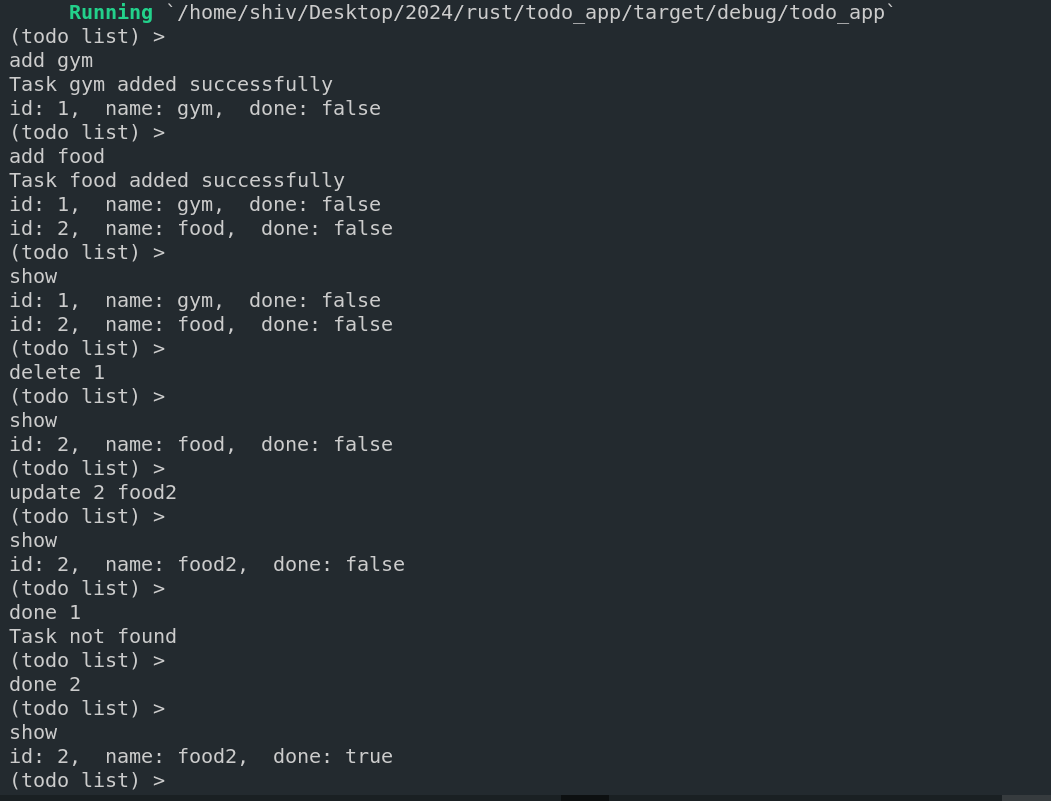 Running `/home/shiv/Desktop/2024/rust/todo_app/target/debug/todo_app`
(todo list) >
add gym
Task gym added successfully
id: 1,  name: gym,  done: false
(todo list) >
add food
Task food added successfully
id: 1,  name: gym,  done: false
id: 2,  name: food,  done: false
(todo list) >
show
id: 1,  name: gym,  done: false
id: 2,  name: food,  done: false
(todo list) >
delete 1
(todo list) >
show
id: 2,  name: food,  done: false
(todo list) >
update 2 food2
(todo list) >
show
id: 2,  name: food2,  done: false
(todo list) >
done 1
Task not found
(todo list) >
done 2
(todo list) >
show
id: 2,  name: food2,  done: true
(todo list) >